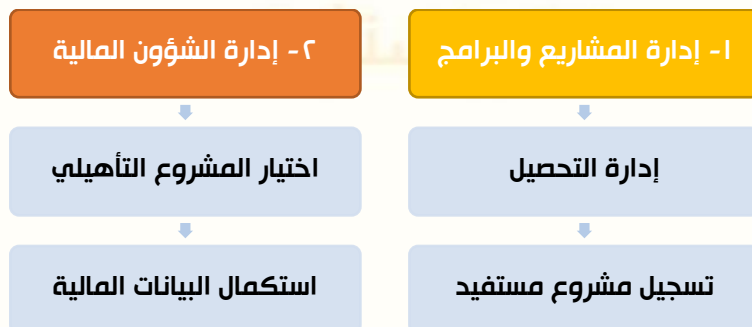 ١- إدارة المشاريع والبرامج
إدارة التحصيل
تسجيل مشروع مستفيد
٢- إدارة الشؤون المالية
اختيار المشروع التأهيلي
استكمال البيانات المالية